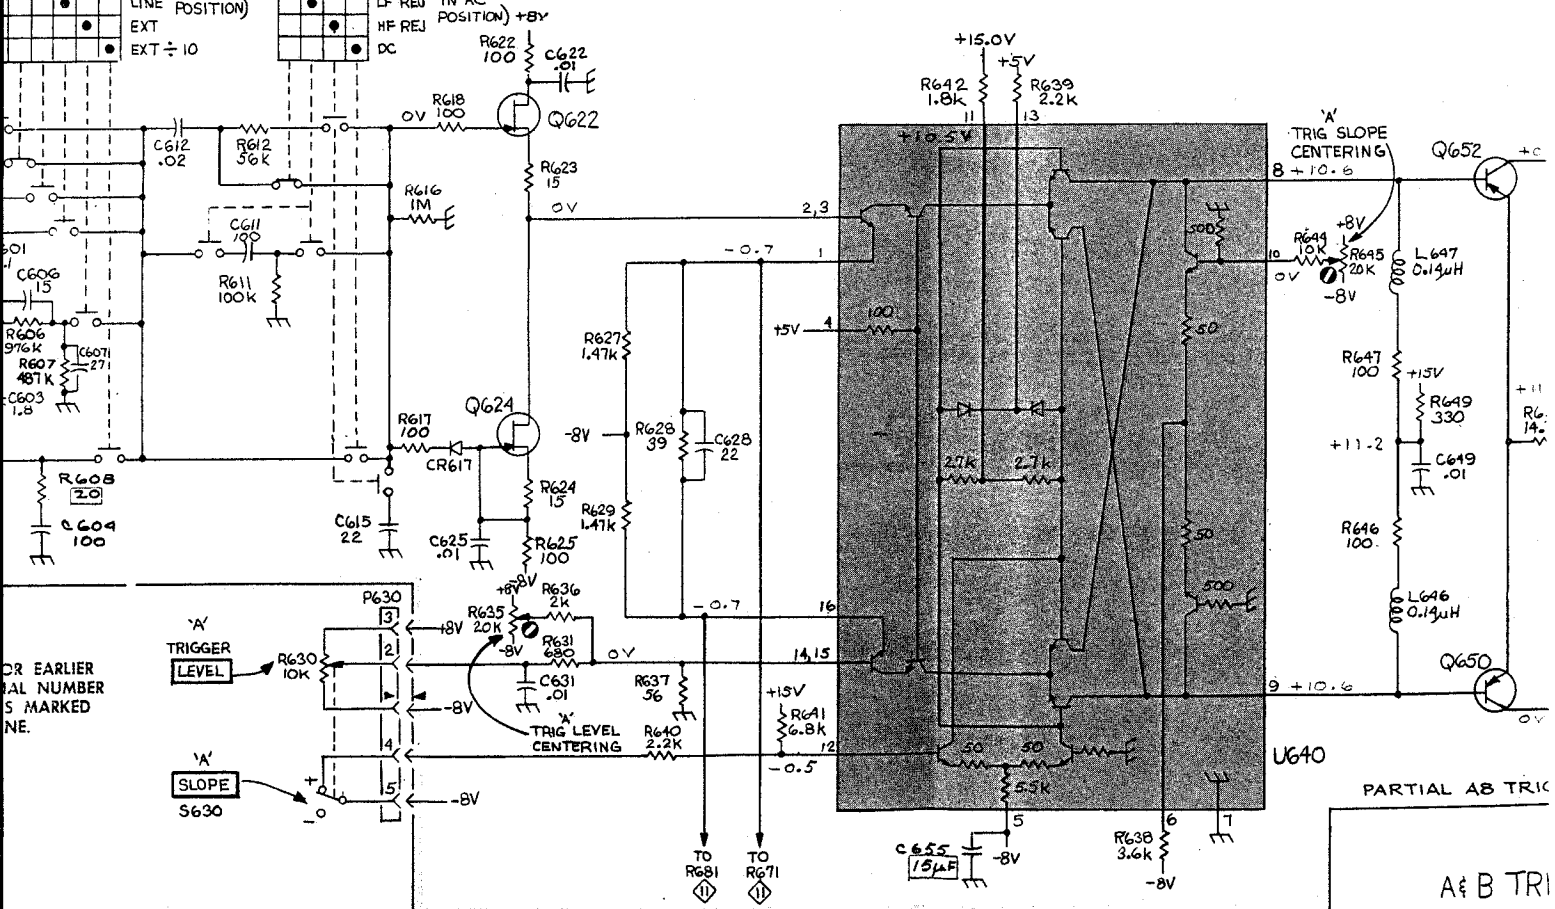 LINE POSITION)
EXT
EXT ÷ 10
LF REJ IN AC
HF REJ POSITION)
DC
+8V
R622
100
C622
.01
Q622
R618
100
0V
C612
.02
R612
56K
R623
15
0V
R616
1M
C611
100
R611
100K
C606
15
R606
976K
R607
487K
C607
27
C603
1.8
R608
20
C604
100
C615
22
R617
100
CR617
Q624
R624
15
C625
.01
R625
100
-8V
R627
1.47K
-8V
R628
39
C628
22
R629
1.47K
-0.7
-0.7
+15.0V
+5V
R642
1.8K
R639
2.2K
11
13
+10.5V
2,3
1
+5V
4
100
2.7K
2.7K
16
14,15
12
50
50
5.5K
5
6
7
500
50
50
500
8 +10.6
10
0V
9 +10.6
U640
'A'
TRIG SLOPE
CENTERING
R644
10K
+8V
R645
20K
-8V
Q652
L647
0.14µH
R647
100
+15V
R649
330
+11.2
C649
.01
R646
100
L646
0.14µH
Q650
0V
P630
3
+8V
2
1
-8V
4
5
-8V
'A'
TRIGGER
LEVEL
R630
10K
OR EARLIER
IAL NUMBER
S MARKED
NE.
'A'
SLOPE
S630
+
-
+8V
R635
20K
-8V
R636
2K
R631
680
0V
C631
.01
R637
56
'A'
TRIG LEVEL
CENTERING
R640
2.2K
+15V
R641
6.8K
-0.5
TO
R681
11
TO
R671
11
C655
15µF
-8V
R638
3.6K
-8V
PARTIAL A8 TRIG
A & B TRI